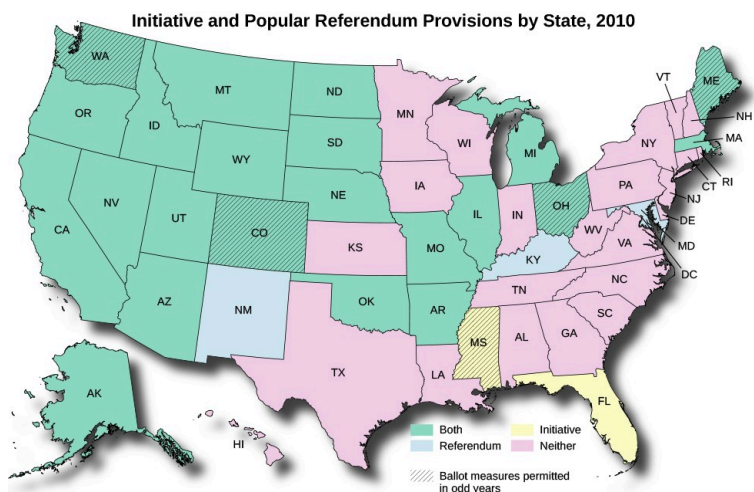 Initiative and Popular Referendum Provisions by State, 2010
WA
MT
ND
MN
VT
ME
OR
ID
SD
WI
NY
NH
MA
WY
MI
RI
CT
NE
IA
PA
NJ
NV
UT
CO
IL
IN
OH
DE
MD
DC
CA
KS
MO
KY
WV
VA
AZ
NM
OK
AR
TN
NC
SC
MS
AL
GA
TX
LA
FL
AK
HI
Both
Initiative
Referendum
Neither
Ballot measures permitted
in odd years